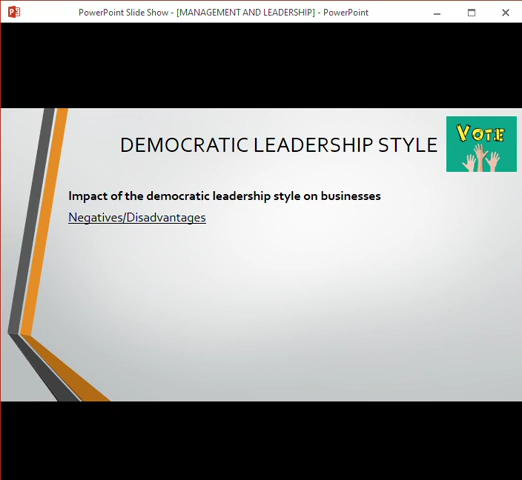 PowerPoint Slide Show - [MANAGEMENT AND LEADERSHIP] - PowerPoint
DEMOCRATIC LEADERSHIP STYLE
VOTE
Impact of the democratic leadership style on businesses
Negatives/Disadvantages